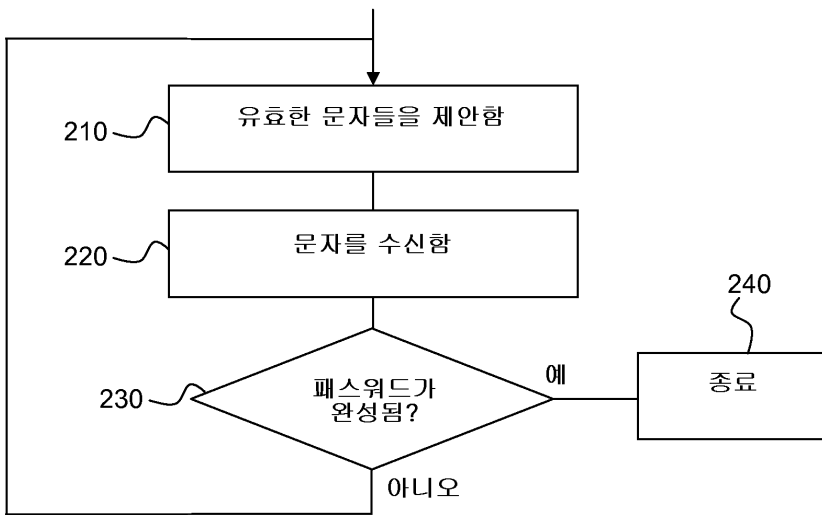 유효한 문자들을 제안함
210
문자를 수신함
220
240
예
종료
패스워드가
완성됨?
230
아니오